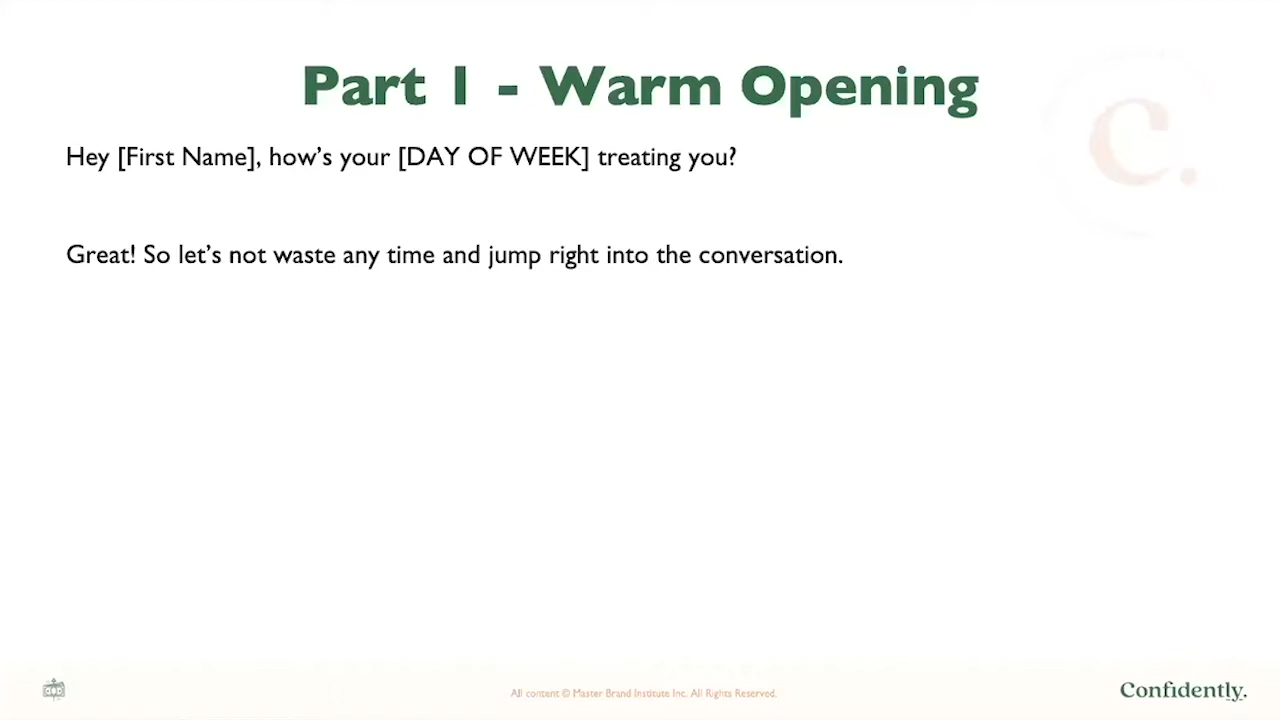 Part 1 - Warm Opening
C.
Hey [First Name], how’s your [DAY OF WEEK] treating you?
Great! So let’s not waste any time and jump right into the conversation.
All content © Master Brand Institute Inc. All Rights Reserved.
Confidently.